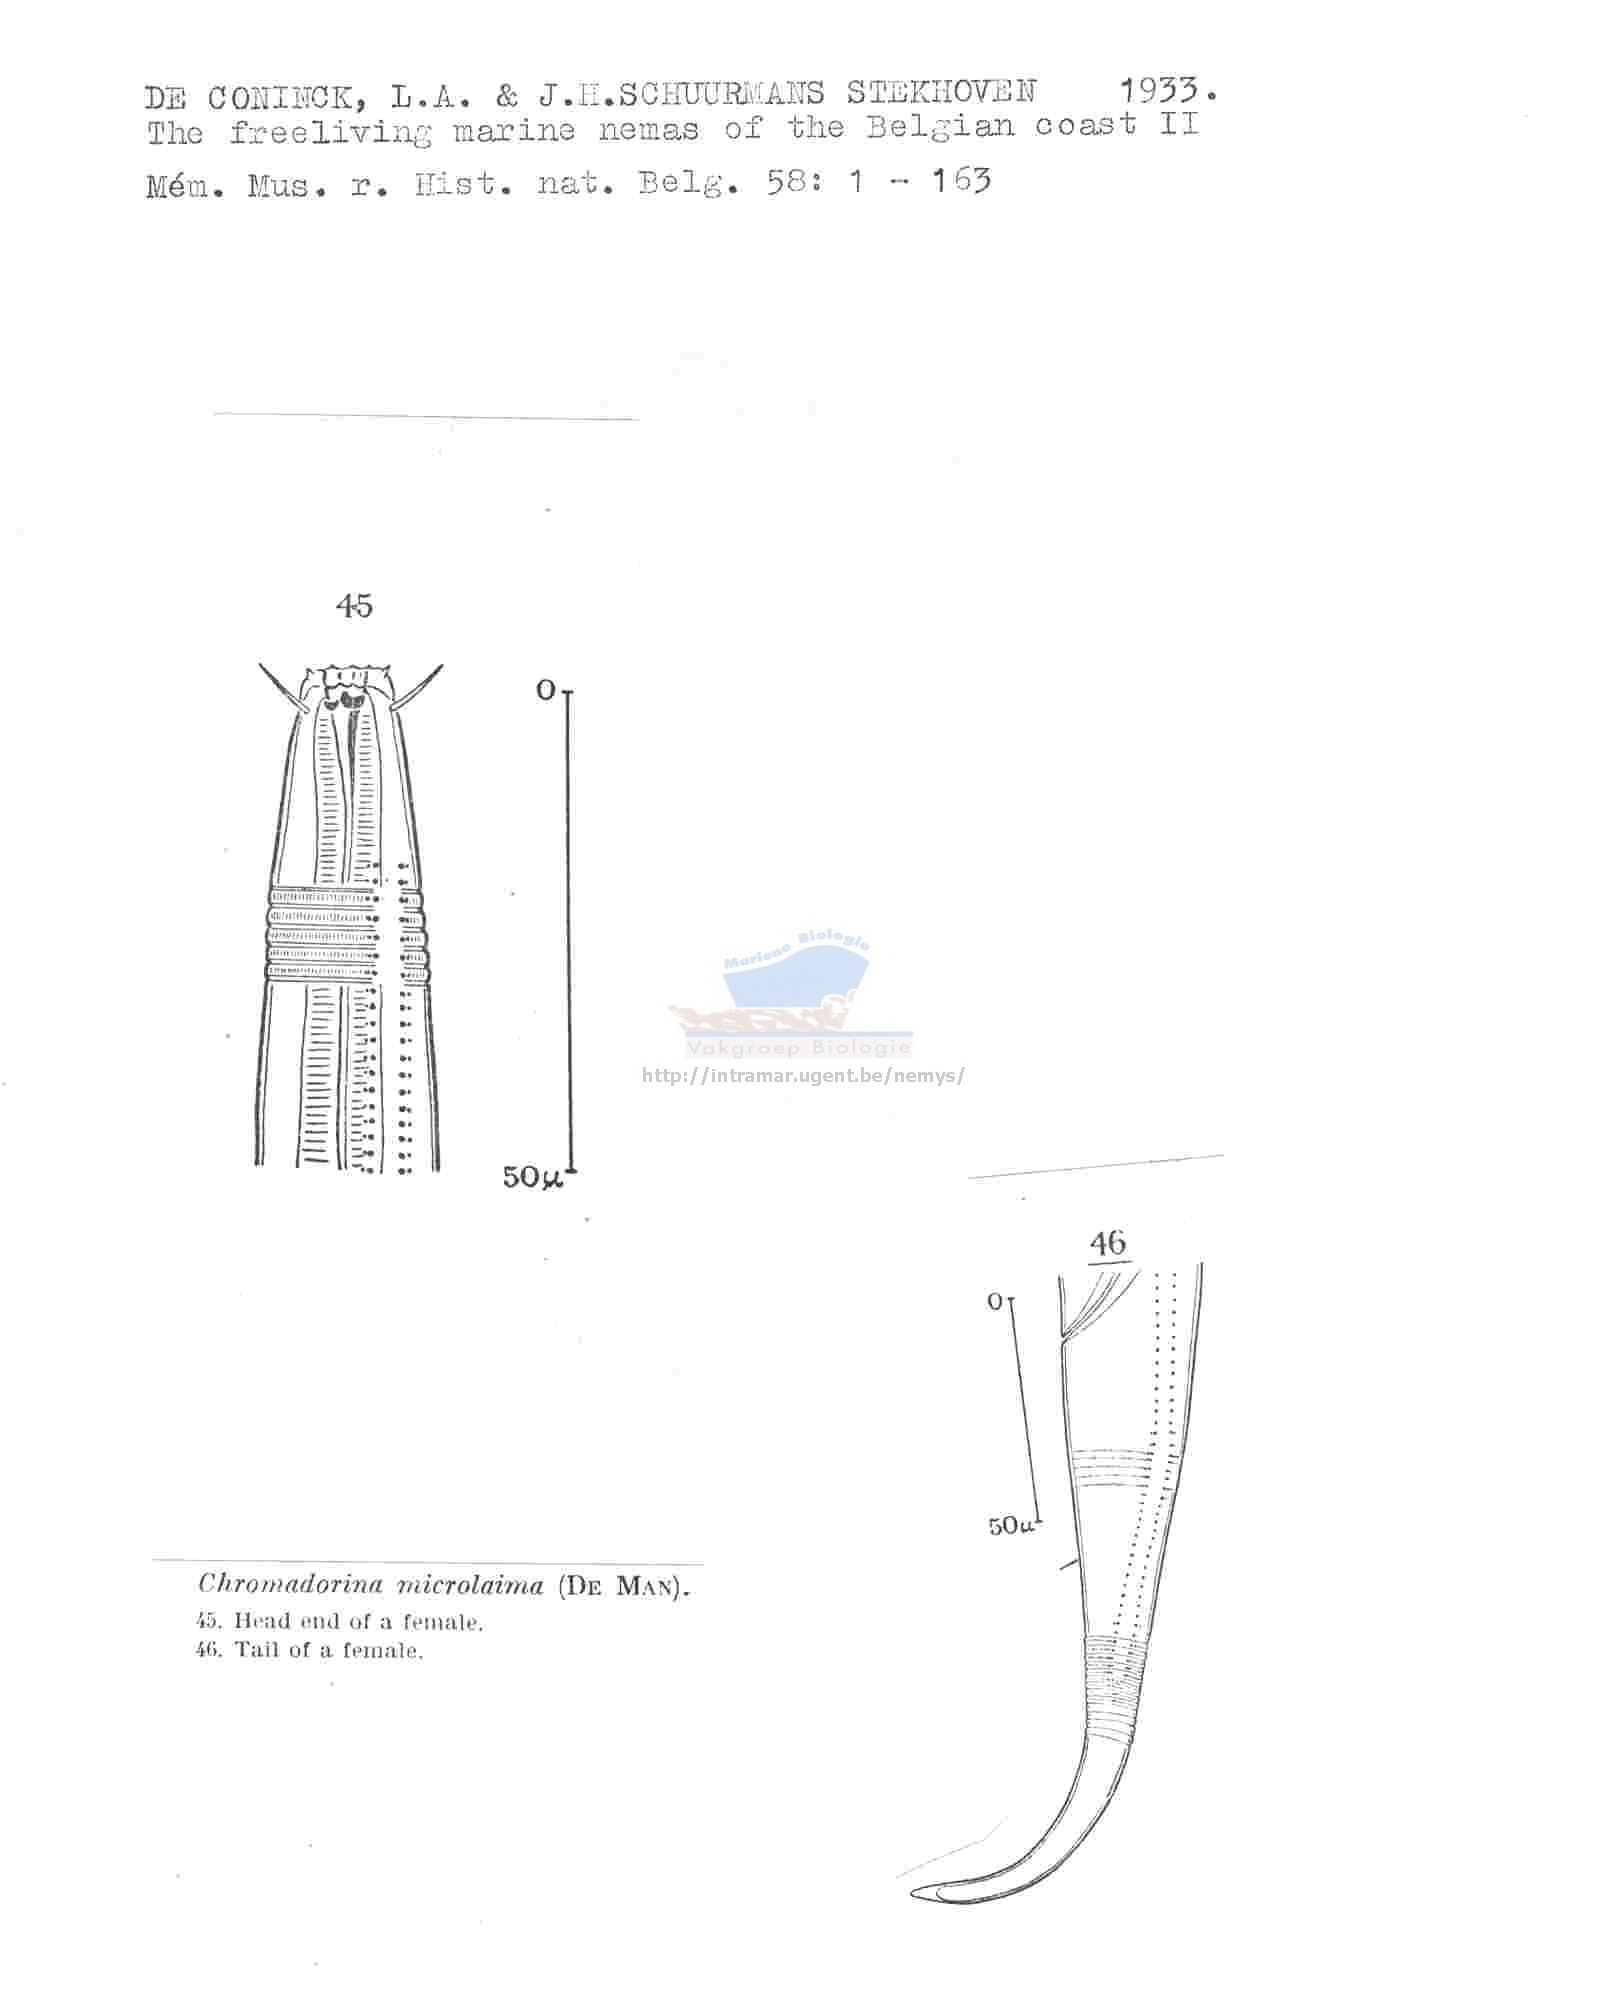 DE CONINCK, L.A. & J.H.SCHUURMANS STEKHOVEN 1933.
The freeliving marine nemas of the Belgian coast II
Mém. Mus. r. Hist. nat. Belg. 58: 1 - 163
45
0
50µ
Mariene Biologie
Vakgroep Biologie
http://intramar.ugent.be/nemys/
46
0
50µ
Chromadorina microlaima (DE MAN).
45. Head end of a female.
46. Tail of a female.